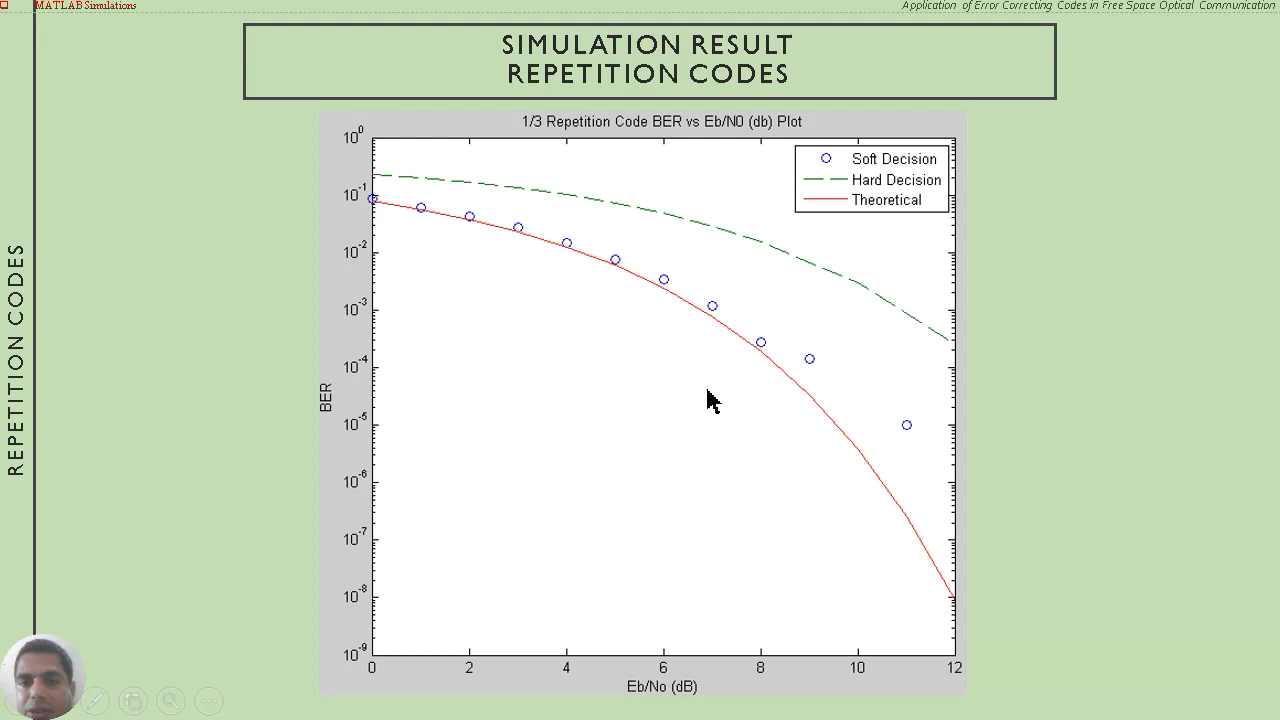 MATLAB Simulations
Application of Error Correcting Codes in Free Space Optical Communication
SIMULATION RESULT
REPETITION CODES
REPETITION CODES
1/3 Repetition Code BER vs Eb/N0 (db) Plot
Soft Decision
Hard Decision
Theoretical
10^0
10^-1
10^-2
10^-3
10^-4
10^-5
10^-6
10^-7
10^-8
10^-9
BER
0 2 4 6 8 10 12
Eb/No (dB)